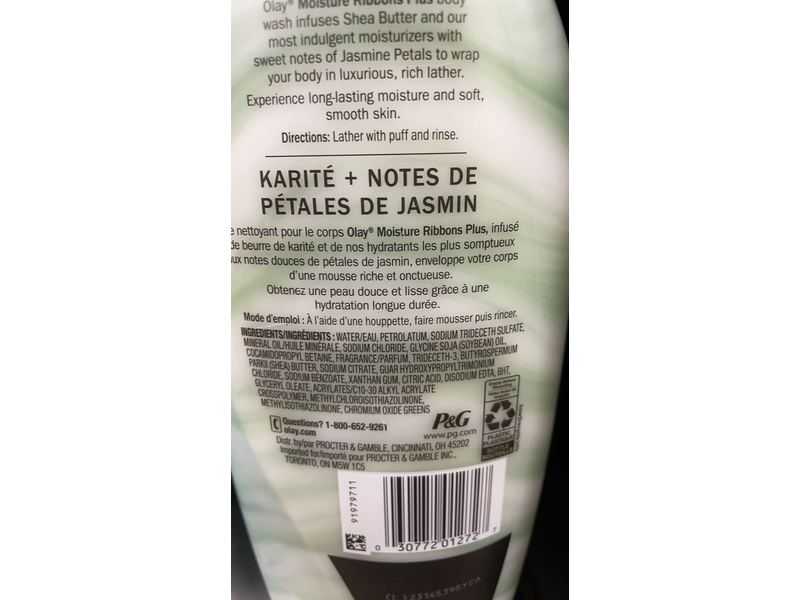 Olay® Moisture Ribbons Plus body
wash infuses Shea Butter and our
most indulgent moisturizers with
sweet notes of Jasmine Petals to wrap
your body in luxurious, rich lather.
Experience long-lasting moisture and soft,
smooth skin.
Directions: Lather with puff and rinse.
KARITÉ + NOTES DE
PÉTALES DE JASMIN
nettoyant pour le corps Olay® Moisture Ribbons Plus, infusé
de beurre de karité et de nos hydratants les plus somptueux
notes douces de pétales de jasmin, enveloppe votre corps
d'une mousse riche et onctueuse.
Obtenez une peau douce et lisse grâce à une
hydratation longue durée.
Mode d'emploi : À l'aide d'une houppette, faire mousser puis rincer.
INGREDIENTS/INGRÉDIENTS : WATER/EAU, PETROLATUM, SODIUM TRIDECETH SULFATE,
MINERAL OIL/HUILE MINÉRALE, SODIUM CHLORIDE, GLYCINE SOJA (SOYBEAN) OIL,
COCAMIDOPROPYL BETAINE, FRAGRANCE/PARFUM, TRIDECETH-3, BUTYROSPERMUM
PARKII (SHEA) BUTTER, SODIUM CITRATE, GUAR HYDROXYPROPYLTRIMONIUM
CHLORIDE, SODIUM BENZOATE, XANTHAN GUM, CITRIC ACID, DISODIUM EDTA, BHT,
GLYCERYL OLEATE, ACRYLATES/C10-30 ALKYL ACRYLATE
CROSSPOLYMER, METHYLCHLOROISOTHIAZOLINONE,
METHYLISOTHIAZOLINONE, CHROMIUM OXIDE GREENS
Questions? 1-800-652-9261
olay.com
P&G
www.pg.com
Distr. by/par PROCTER & GAMBLE, CINCINNATI, OH 45202
Imported for/importé pour PROCTER & GAMBLE INC.,
TORONTO, ON M5W 1C5
PLASTIC
PLASTIQUE
91979711
0 30772 01272 7